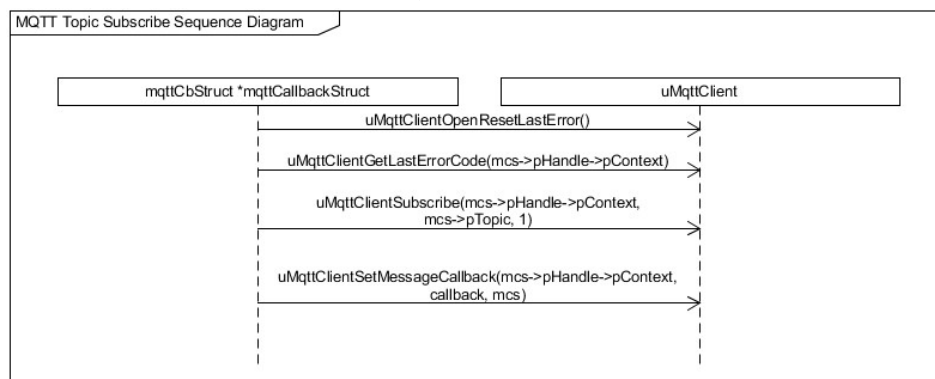 MQTT Topic Subscribe Sequence Diagram
mqttCbStruct *mqttCallbackStruct
uMqttClient
uMqttClientOpenResetLastError()
uMqttClientGetLastErrorCode(mcs->pHandle->pContext)
uMqttClientSubscribe(mcs->pHandle->pContext,
mcs->pTopic, 1)
uMqttClientSetMessageCallback(mcs->pHandle->pContext,
callback, mcs)